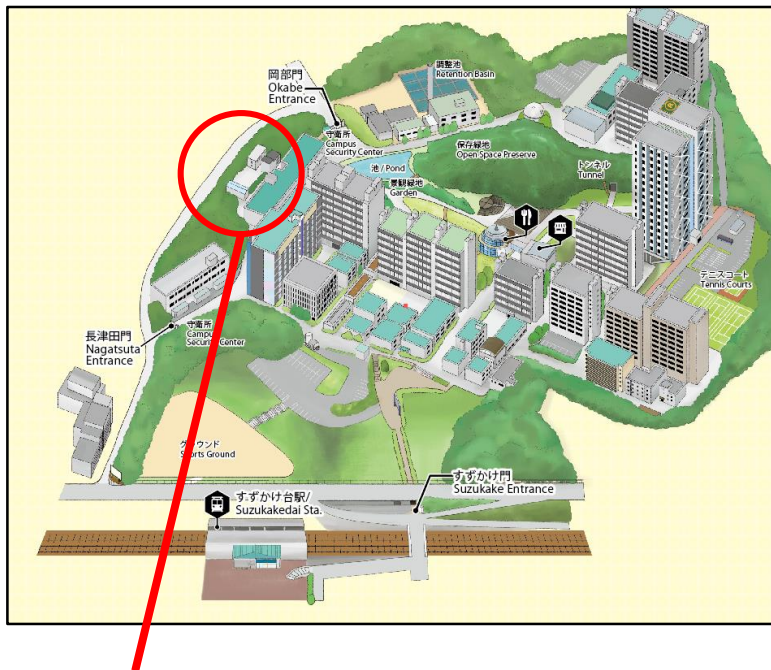 調整池
Retention Basin
岡部門
Okabe
Entrance
守衛所
Campus
Security Center
保存緑地
Open Space Preserve
トンネル
Tunnel
池 / Pond
景観緑地
Garden
テニスコート
Tennis Courts
守衛所
Campus
Security Center
長津田門
Nagatsuta
Entrance
グラウンド
Sports Ground
すずかけ門
Suzukake Entrance
すずかけ台駅/
Suzukakedai Sta.